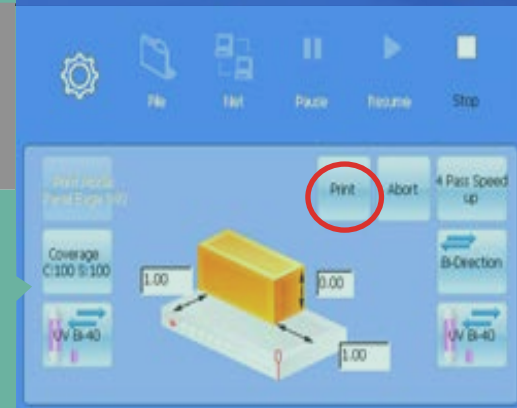 File
Net
Pause
Resume
Stop
Print
Abort
4 Pass Speed
up
Coverage
C:100 S:100
Bi-Direction
1.00
0.00
UV Bi-40
UV Bi-40
1.00